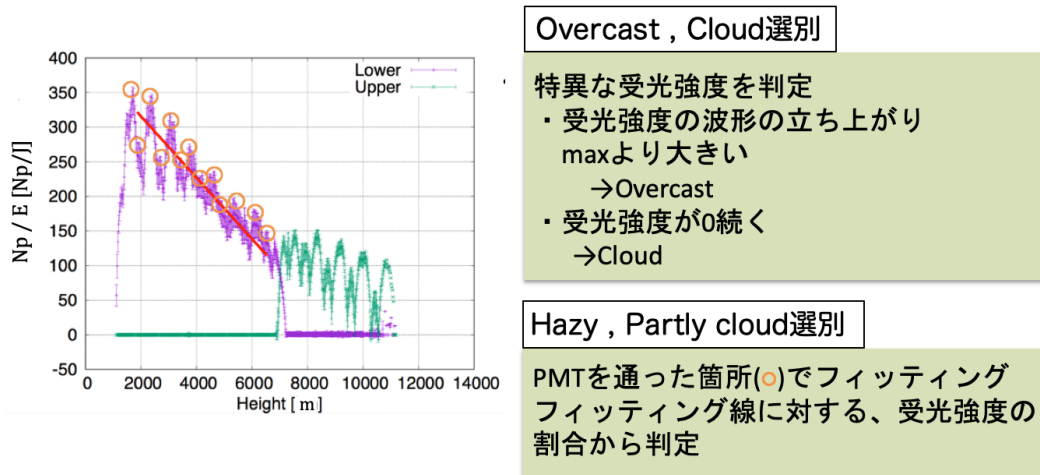 400
350
300
250
200
150
100
50
0
-50
Np / E [Np/J]
Lower
Upper
0 2000 4000 6000 8000 10000 12000 14000
Height [ m ]
Overcast , Cloud選別
特異な受光強度を判定
・受光強度の波形の立ち上がり
maxより大きい
→Overcast
・受光強度が0続く
→Cloud
Hazy , Partly cloud選別
PMTを通った箇所(○)でフィッティング
フィッティング線に対する、受光強度の
割合から判定